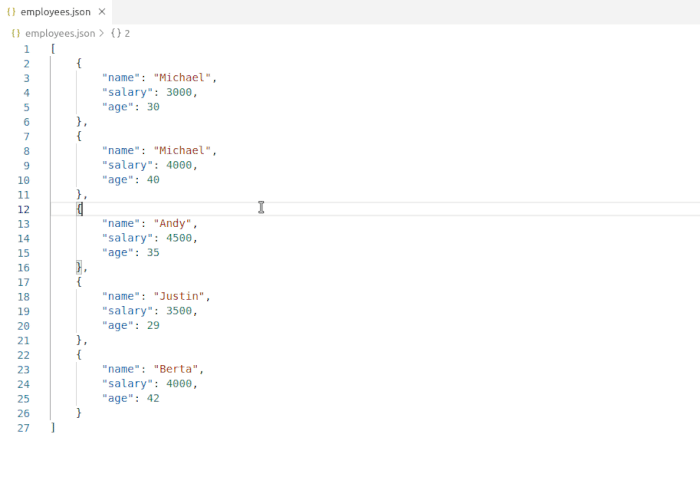 {} employees.json ×
{} employees.json > {} 2
1 [
2 {
3 "name": "Michael",
4 "salary": 3000,
5 "age": 30
6 },
7 {
8 "name": "Michael",
9 "salary": 4000,
10 "age": 40
11 },
12 {
13 "name": "Andy",
14 "salary": 4500,
15 "age": 35
16 },
17 {
18 "name": "Justin",
19 "salary": 3500,
20 "age": 29
21 },
22 {
23 "name": "Berta",
24 "salary": 4000,
25 "age": 42
26 }
27 ]